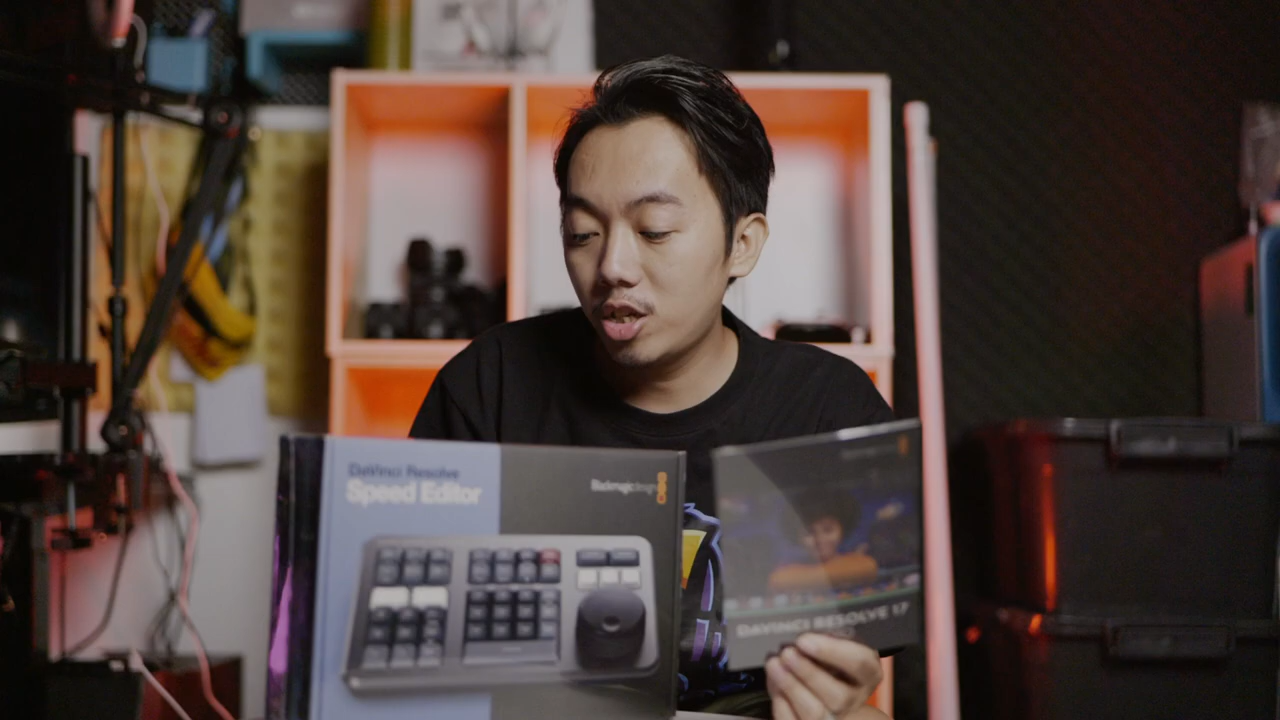 DaVinci Resolve
Speed Editor
Blackmagicdesign
DAVINCI RESOLVE 17